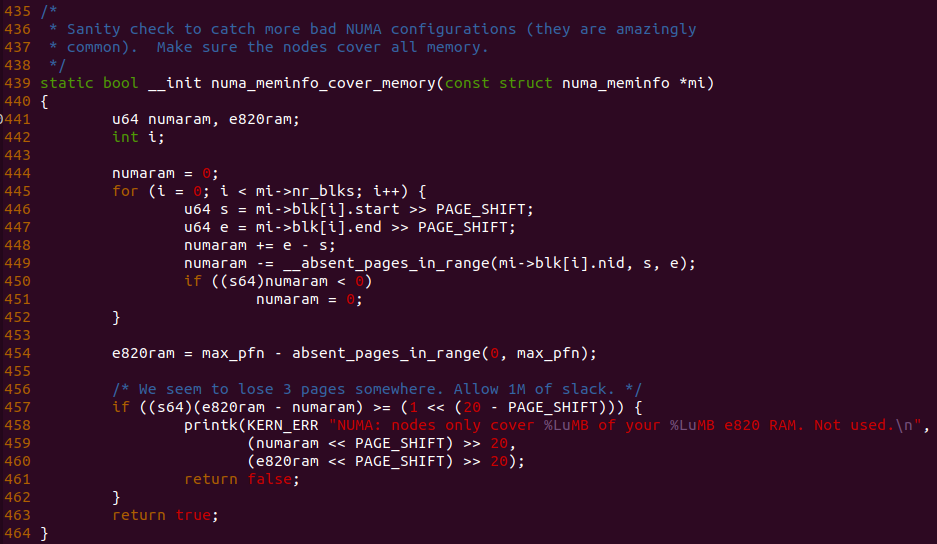 435 /*
436  * Sanity check to catch more bad NUMA configurations (they are amazingly
437  * common).  Make sure the nodes cover all memory.
438  */
439 static bool __init numa_meminfo_cover_memory(const struct numa_meminfo *mi)
440 {
441         u64 numaram, e820ram;
442         int i;
443
444         numaram = 0;
445         for (i = 0; i < mi->nr_blks; i++) {
446                 u64 s = mi->blk[i].start >> PAGE_SHIFT;
447                 u64 e = mi->blk[i].end >> PAGE_SHIFT;
448                 numaram += e - s;
449                 numaram -= __absent_pages_in_range(mi->blk[i].nid, s, e);
450                 if ((s64)numaram < 0)
451                         numaram = 0;
452         }
453
454         e820ram = max_pfn - absent_pages_in_range(0, max_pfn);
455
456         /* We seem to lose 3 pages somewhere. Allow 1M of slack. */
457         if ((s64)(e820ram - numaram) >= (1 << (20 - PAGE_SHIFT))) {
458                 printk(KERN_ERR "NUMA: nodes only cover %LuMB of your %LuMB e820 RAM. Not used.\n",
459                        (numaram << PAGE_SHIFT) >> 20,
460                        (e820ram << PAGE_SHIFT) >> 20);
461                 return false;
462         }
463         return true;
464 }